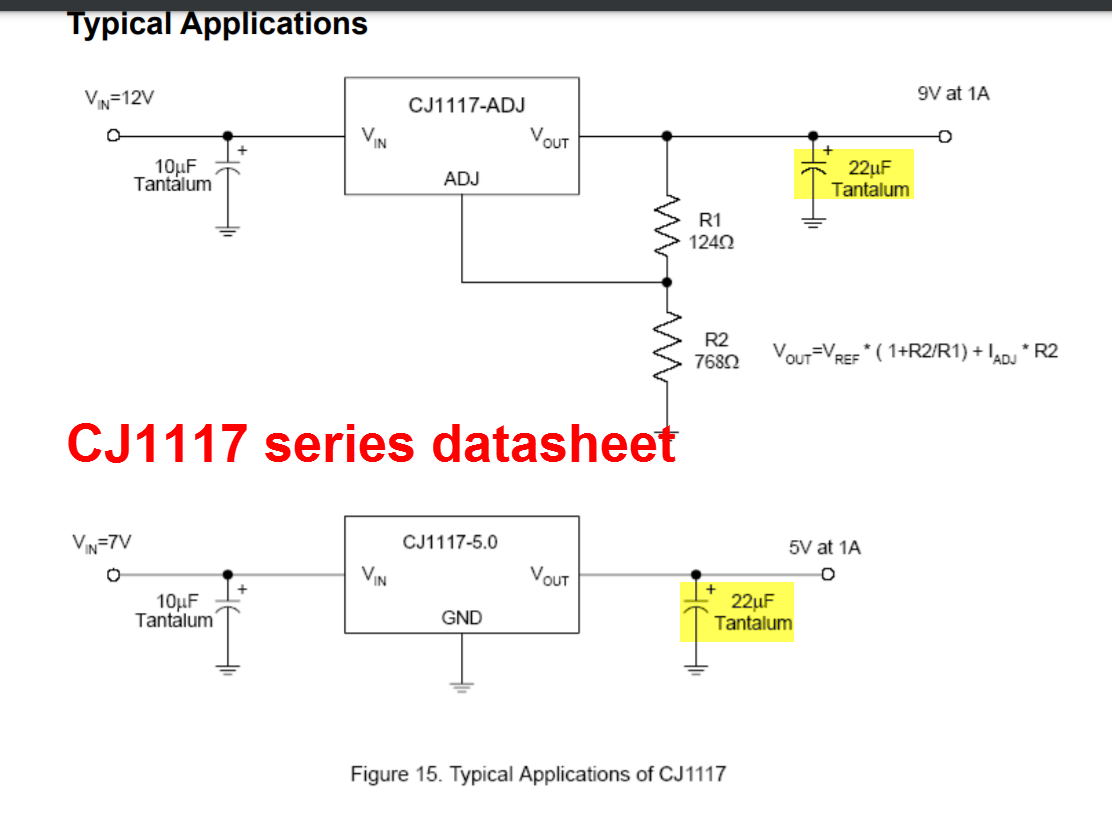 Typical Applications
VIN=12V
CJ1117-ADJ
9V at 1A
VIN
VOUT
+
+
10μF
Tantalum
ADJ
22μF
Tantalum
R1
124Ω
R2
768Ω
VOUT=VREF * ( 1+R2/R1) + IADJ * R2
CJ1117 series datasheet
VIN=7V
CJ1117-5.0
5V at 1A
VIN
VOUT
+
+
10μF
Tantalum
GND
22μF
Tantalum
Figure 15. Typical Applications of CJ1117